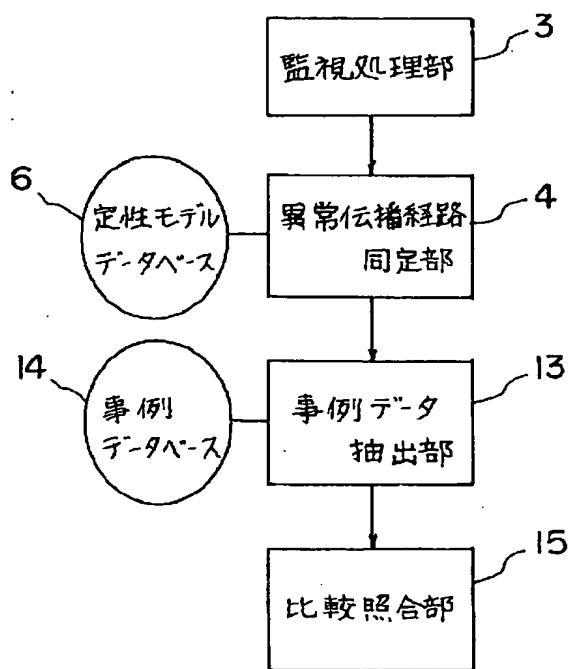 3
監視処理部
6
定性モデル
データベース
4
異常伝播経路
同定部
14
事例
データベース
13
事例データ
抽出部
15
比較照合部